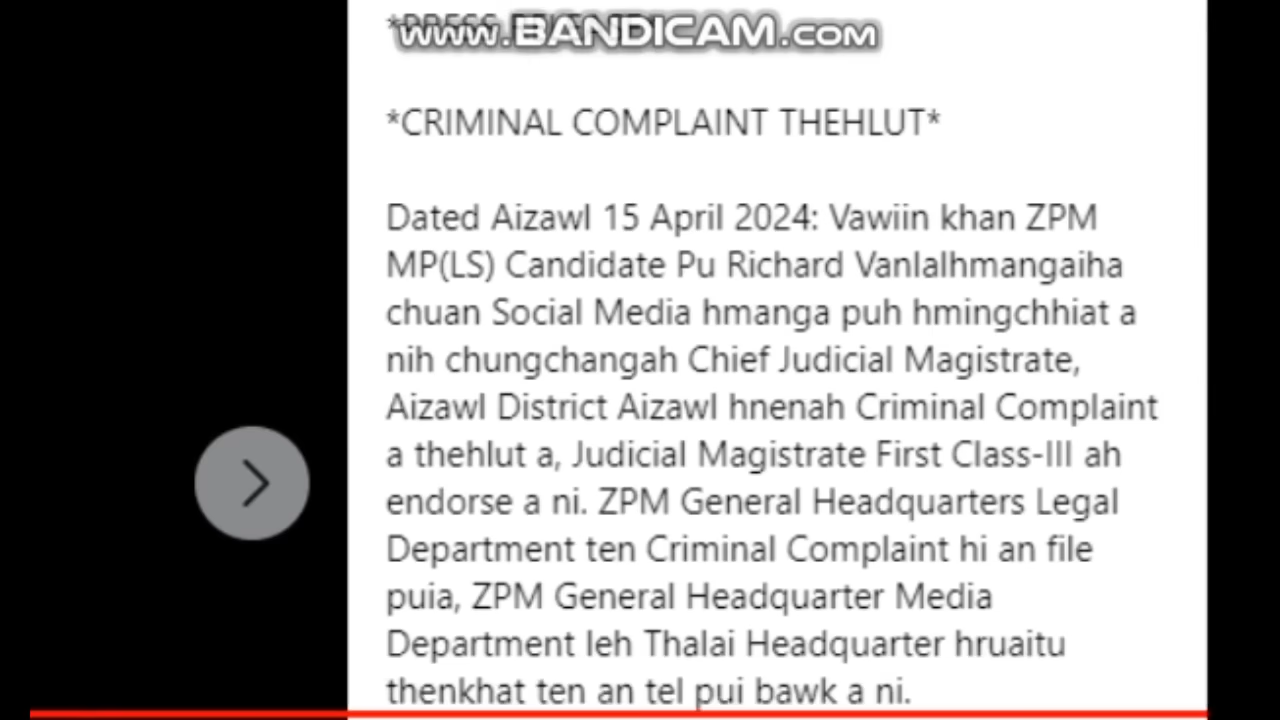 *PRESS RELEASE*
www.BANDICAM.com
*CRIMINAL COMPLAINT THEHLUT*
Dated Aizawl 15 April 2024: Vawiin khan ZPM
MP(LS) Candidate Pu Richard Vanlalhmangaiha
chuan Social Media hmanga puh hmingchhiat a
nih chungchangah Chief Judicial Magistrate,
Aizawl District Aizawl hnenah Criminal Complaint
a thehlut a, Judicial Magistrate First Class-III ah
endorse a ni. ZPM General Headquarters Legal
Department ten Criminal Complaint hi an file
puia, ZPM General Headquarter Media
Department leh Thalai Headquarter hruaitu
thenkhat ten an tel pui bawk a ni.